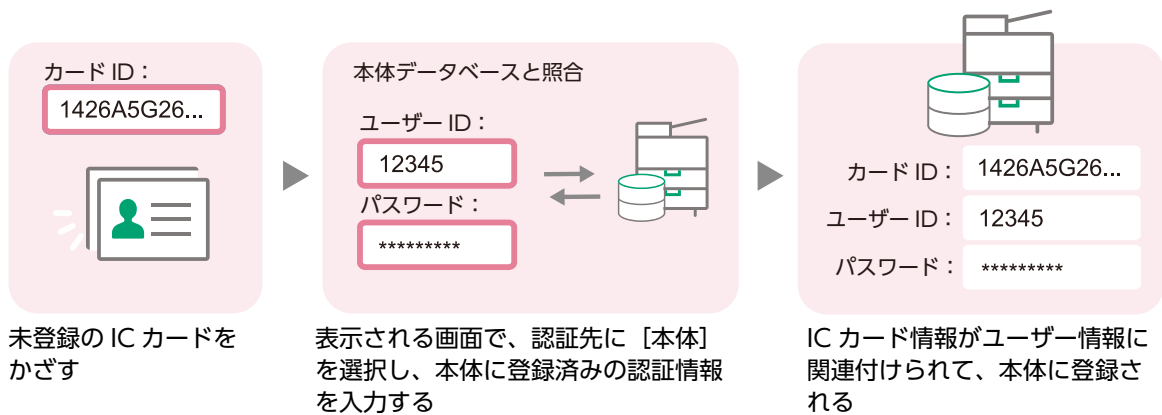 カード ID：
1426A5G26...
未登録の IC カードを
かざす
本体データベースと照合
ユーザー ID：
12345
パスワード：
*********
表示される画面で、認証先に［本体］
を選択し、本体に登録済みの認証情報
を入力する
カード ID： 1426A5G26...
ユーザー ID： 12345
パスワード： *********
IC カード情報がユーザー情報に
関連付けられて、本体に登録さ
れる